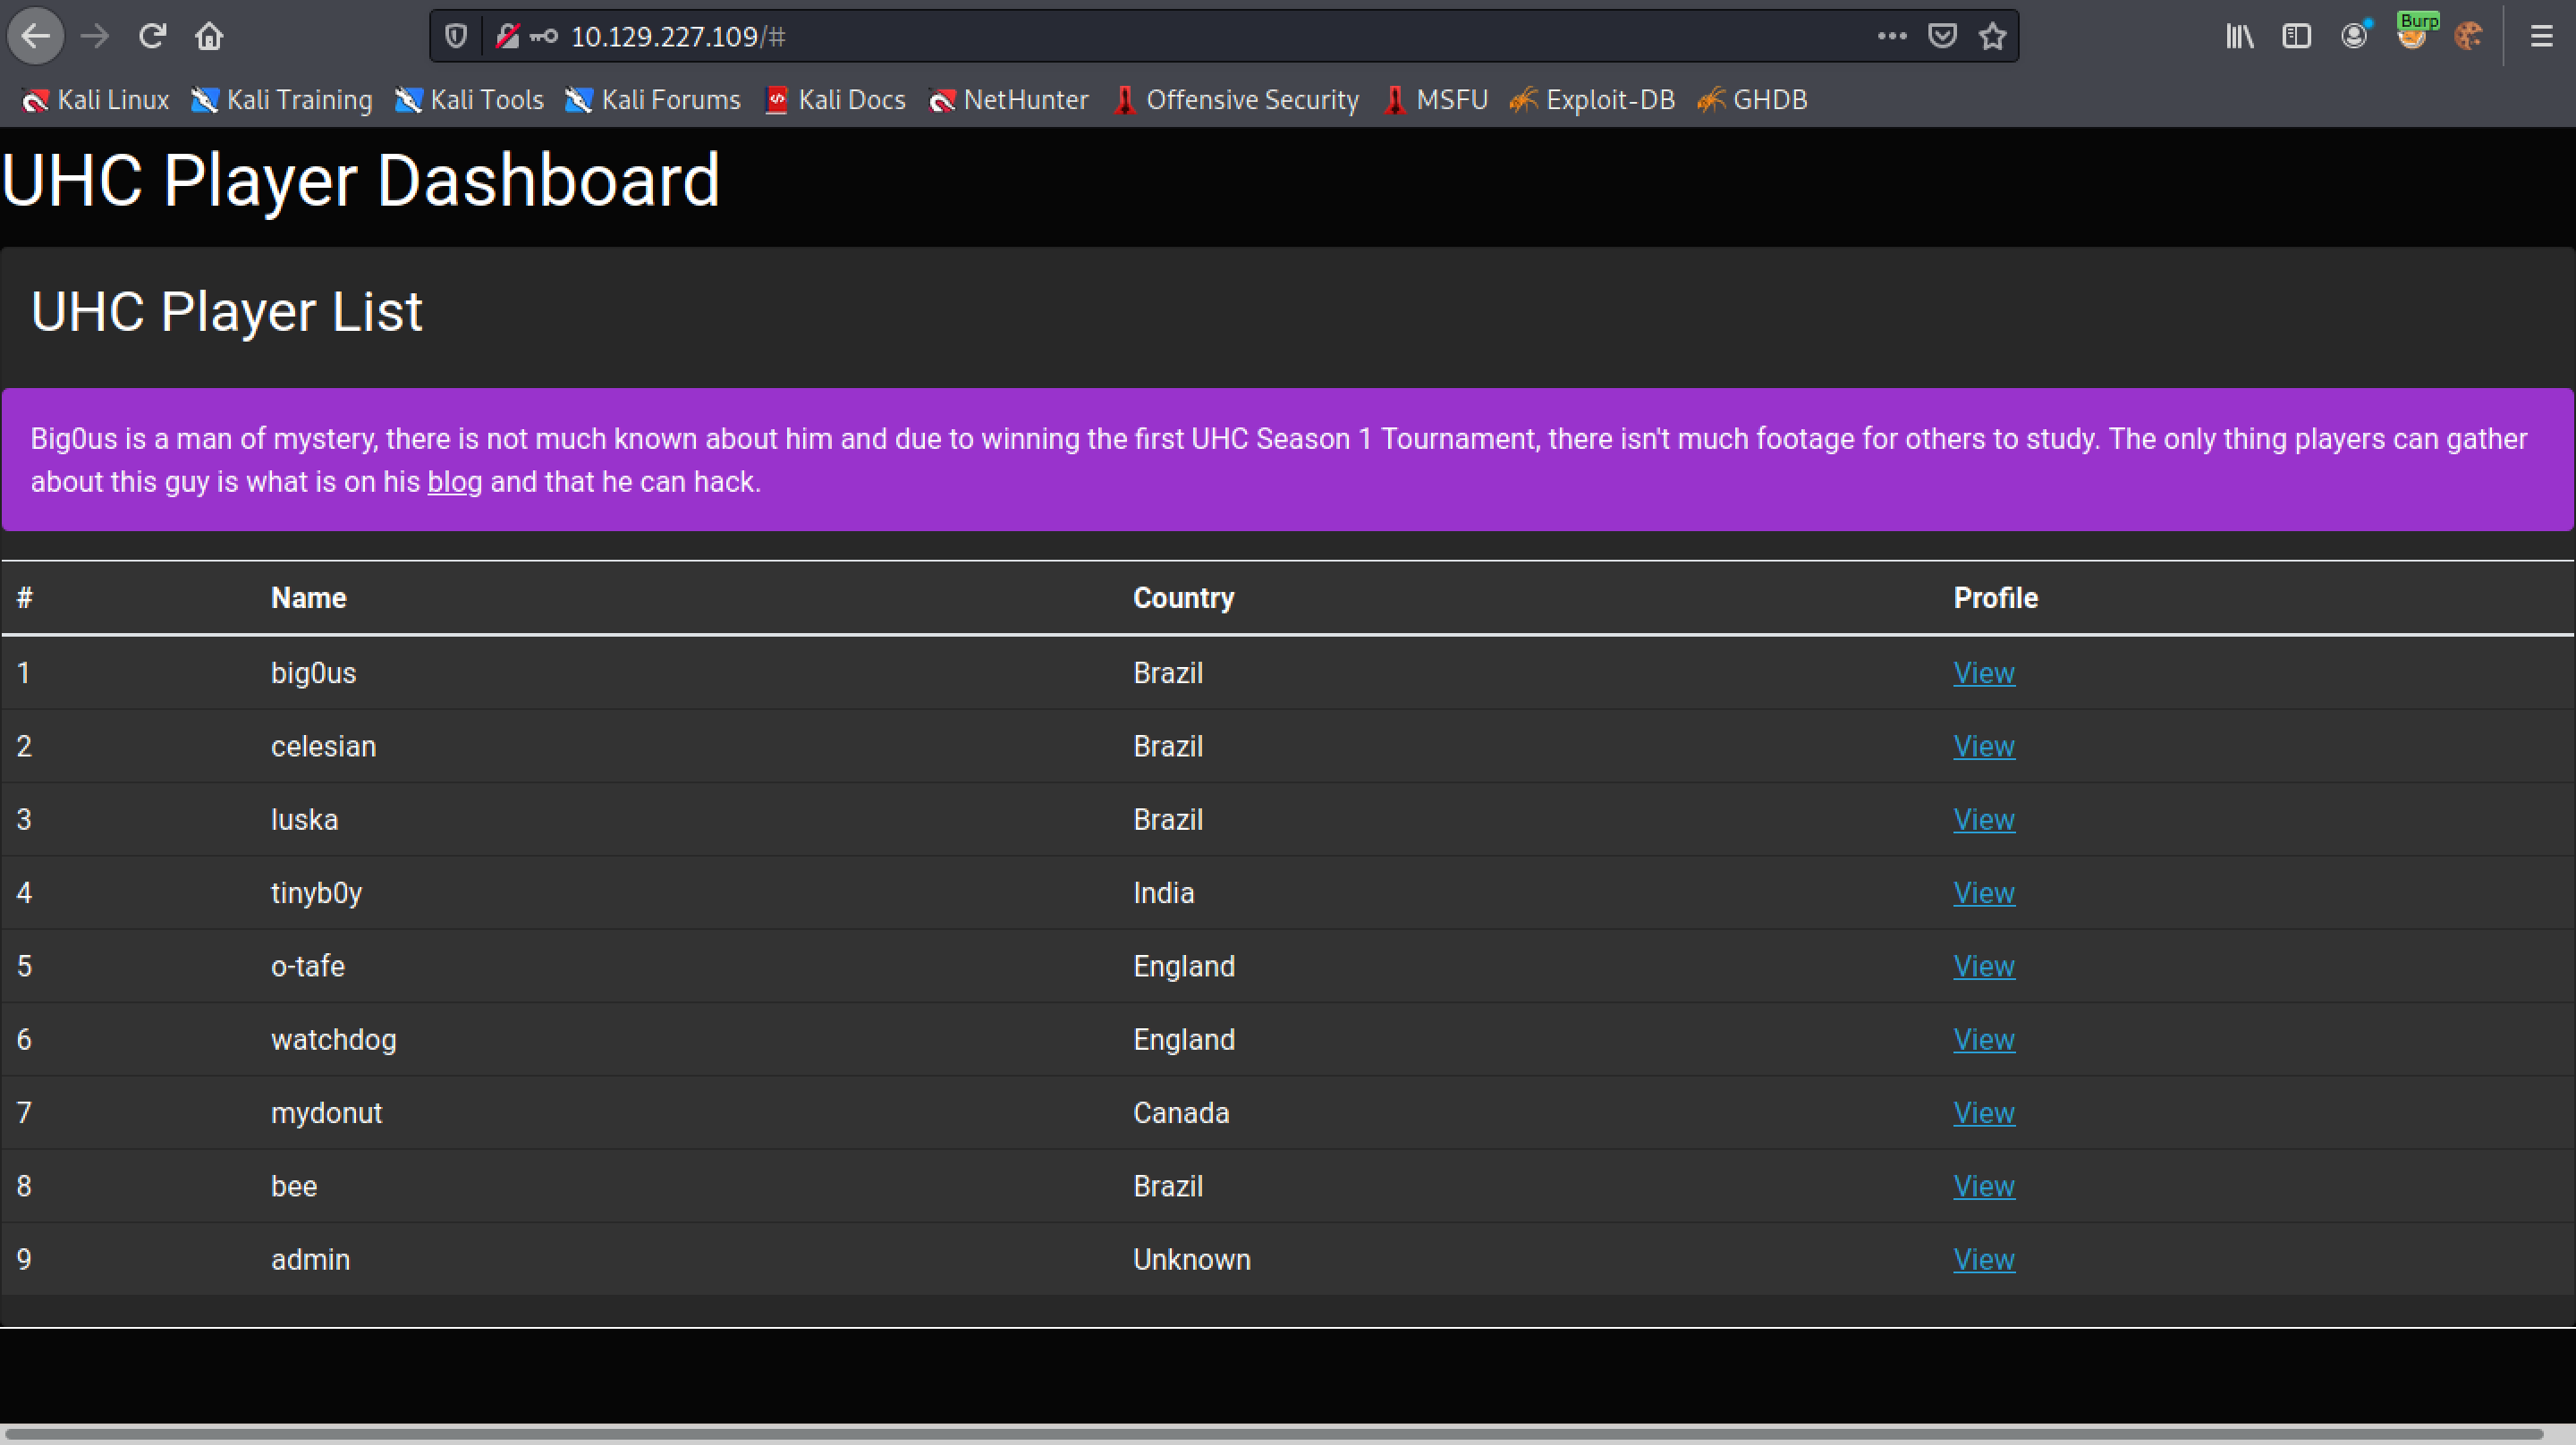 10.129.227.109/#
Burp
Kali Linux Kali Training Kali Tools Kali Forums Kali Docs NetHunter Offensive Security MSFU Exploit-DB GHDB
UHC Player Dashboard
UHC Player List
Big0us is a man of mystery, there is not much known about him and due to winning the first UHC Season 1 Tournament, there isn't much footage for others to study. The only thing players can gather
about this guy is what is on his blog and that he can hack.
# Name Country Profile
1 big0us Brazil View
2 celesian Brazil View
3 luska Brazil View
4 tinyb0y India View
5 o-tafe England View
6 watchdog England View
7 mydonut Canada View
8 bee Brazil View
9 admin Unknown View